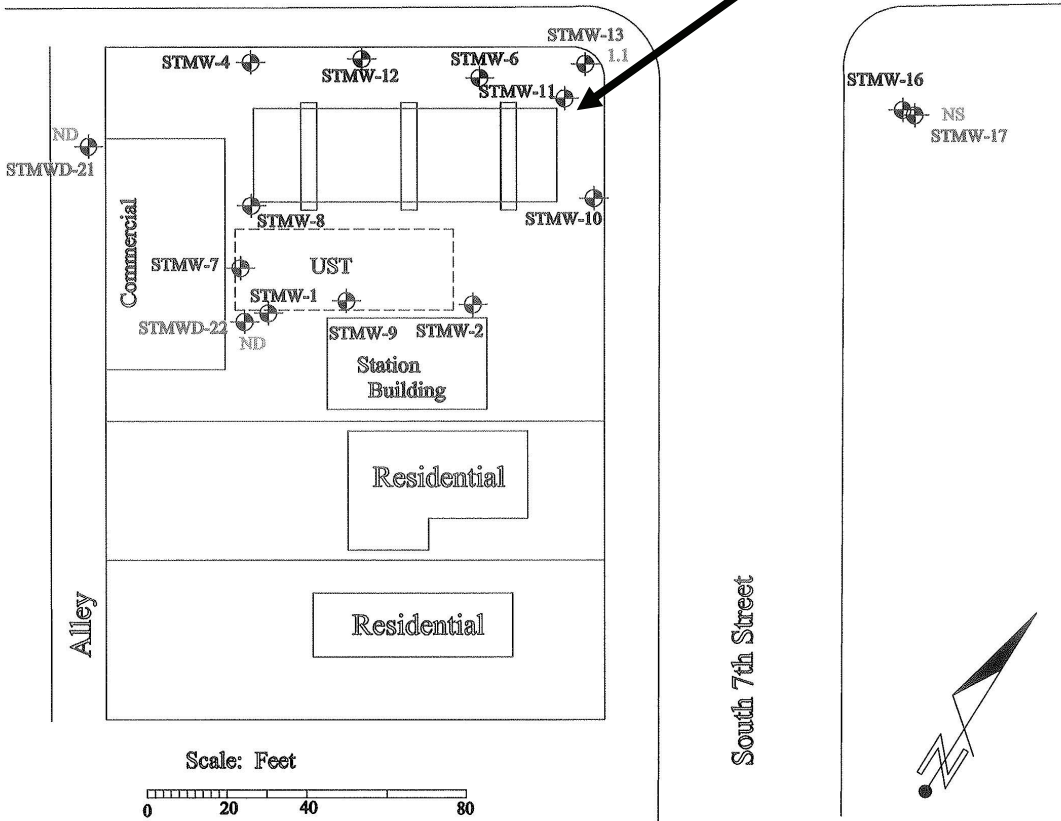 STMW-13
1.1
STMW-4
STMW-12
STMW-6
STMW-11
STMW-16
NS
STMW-17
ND
STMWD-21
Commercial
STMW-8
STMW-10
STMW-7
UST
STMW-1
STMWD-22
ND
STMW-9
STMW-2
Station
Building
Residential
Residential
Alley
South 7th Street
Scale: Feet
0 20 40 80
N